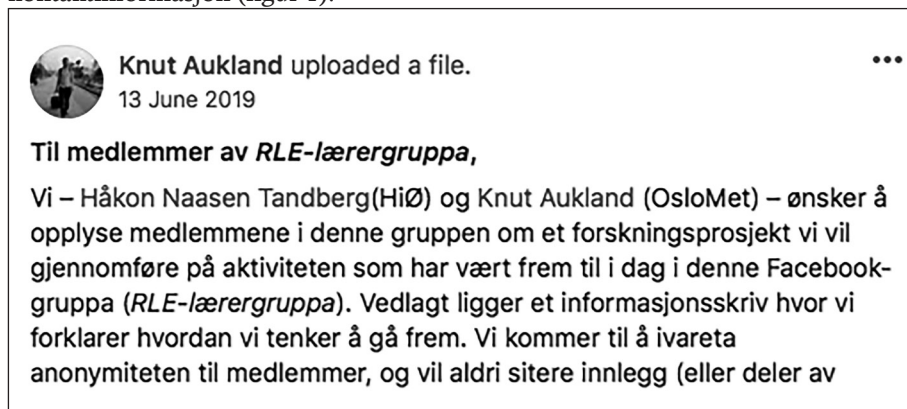 kontaktinformasjon (figur 1).
Knut Aukland uploaded a file.
13 June 2019
Til medlemmer av RLE-lærergruppa,
Vi – Håkon Naasen Tandberg(HiØ) og Knut Aukland (OsloMet) – ønsker å
opplyse medlemmene i denne gruppen om et forskningsprosjekt vi vil
gjennomføre på aktiviteten som har vært frem til i dag i denne Facebook-
gruppa (RLE-lærergruppa). Vedlagt ligger et informasjonsskriv hvor vi
forklarer hvordan vi tenker å gå frem. Vi kommer til å ivareta
anonymiteten til medlemmer, og vil aldri sitere innlegg (eller deler av